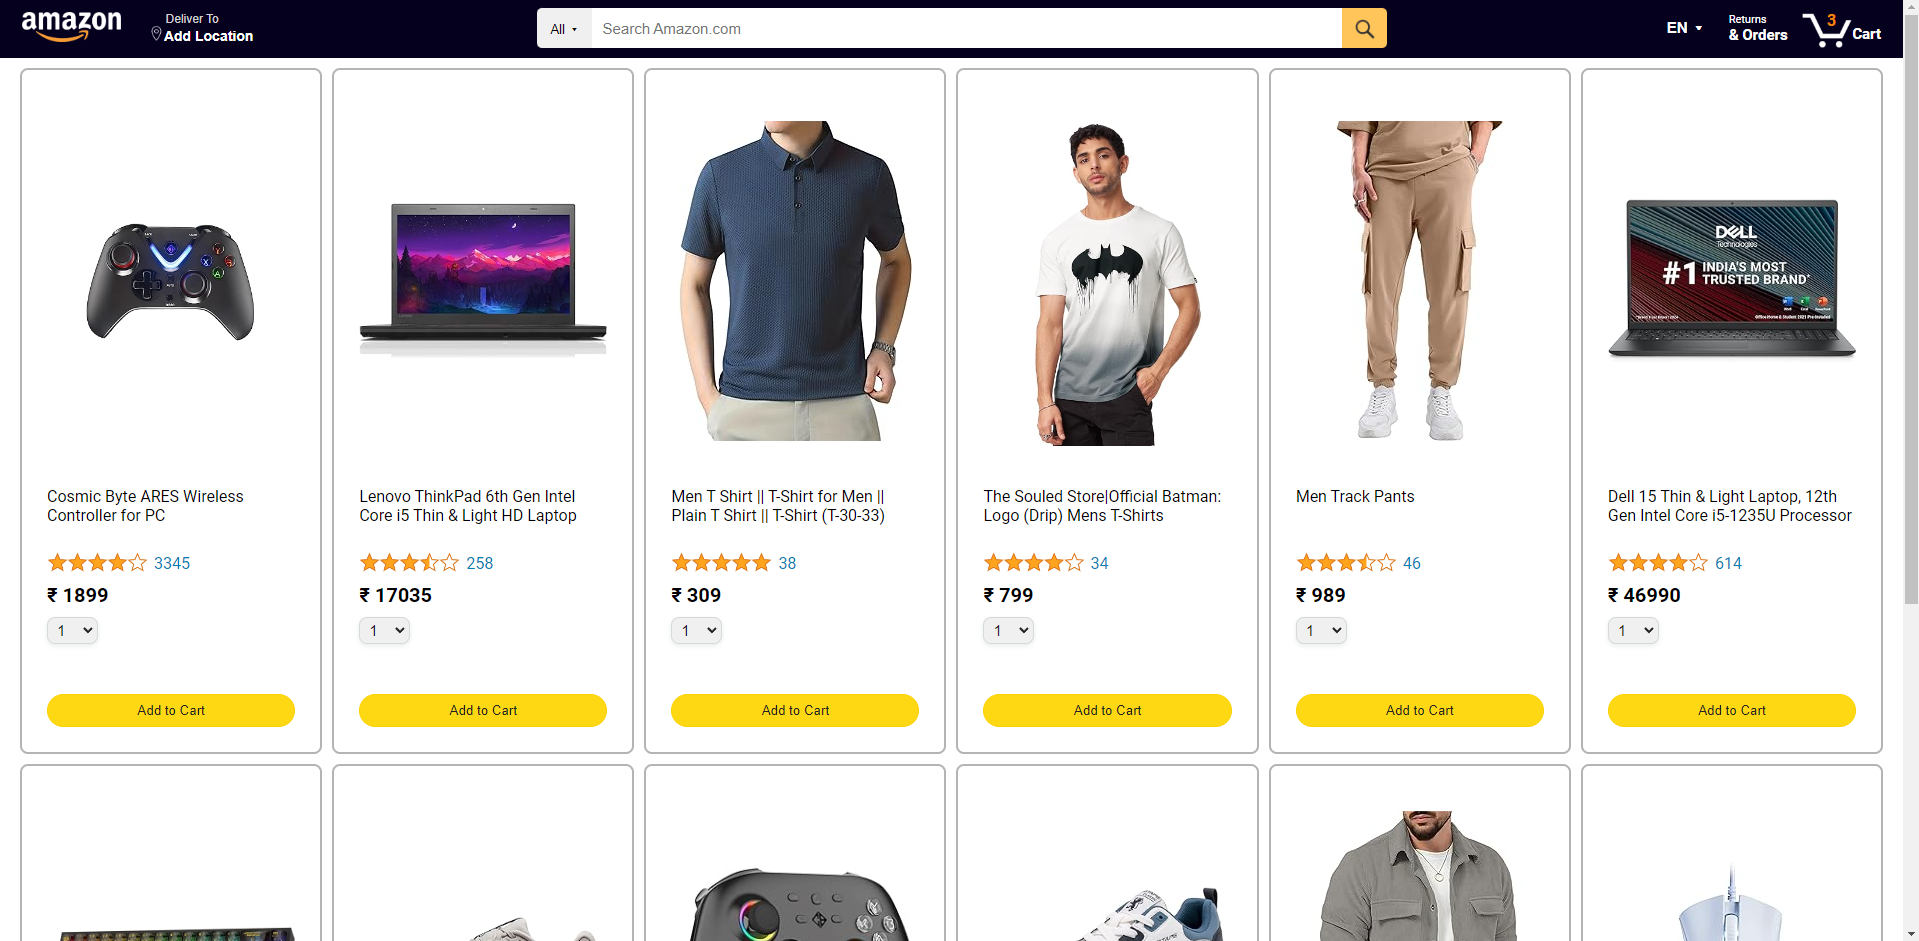 amazon
Deliver To
Add Location
All
Search Amazon.com
EN
Returns
& Orders
3
Cart
DELL
Technologies
#1 INDIA'S MOST
TRUSTED BRAND*
Cosmic Byte ARES Wireless
Controller for PC
3345
₹ 1899
1
Add to Cart
Lenovo ThinkPad 6th Gen Intel
Core i5 Thin & Light HD Laptop
258
₹ 17035
1
Add to Cart
Men T Shirt || T-Shirt for Men ||
Plain T Shirt || T-Shirt (T-30-33)
38
₹ 309
1
Add to Cart
The Souled Store|Official Batman:
Logo (Drip) Mens T-Shirts
34
₹ 799
1
Add to Cart
Men Track Pants
46
₹ 989
1
Add to Cart
Dell 15 Thin & Light Laptop, 12th
Gen Intel Core i5-1235U Processor
614
₹ 46990
1
Add to Cart